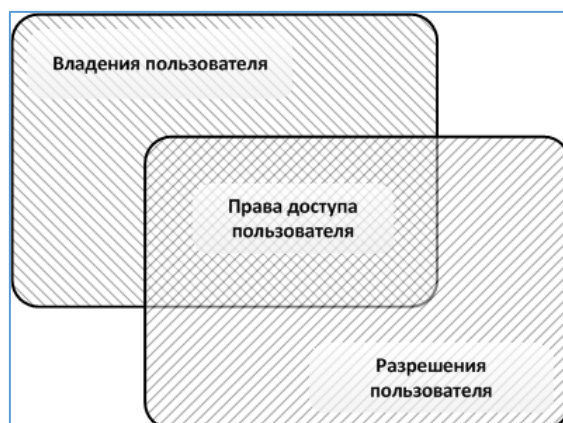 Владения пользователя
Права доступа
пользователя
Разрешения
пользователя